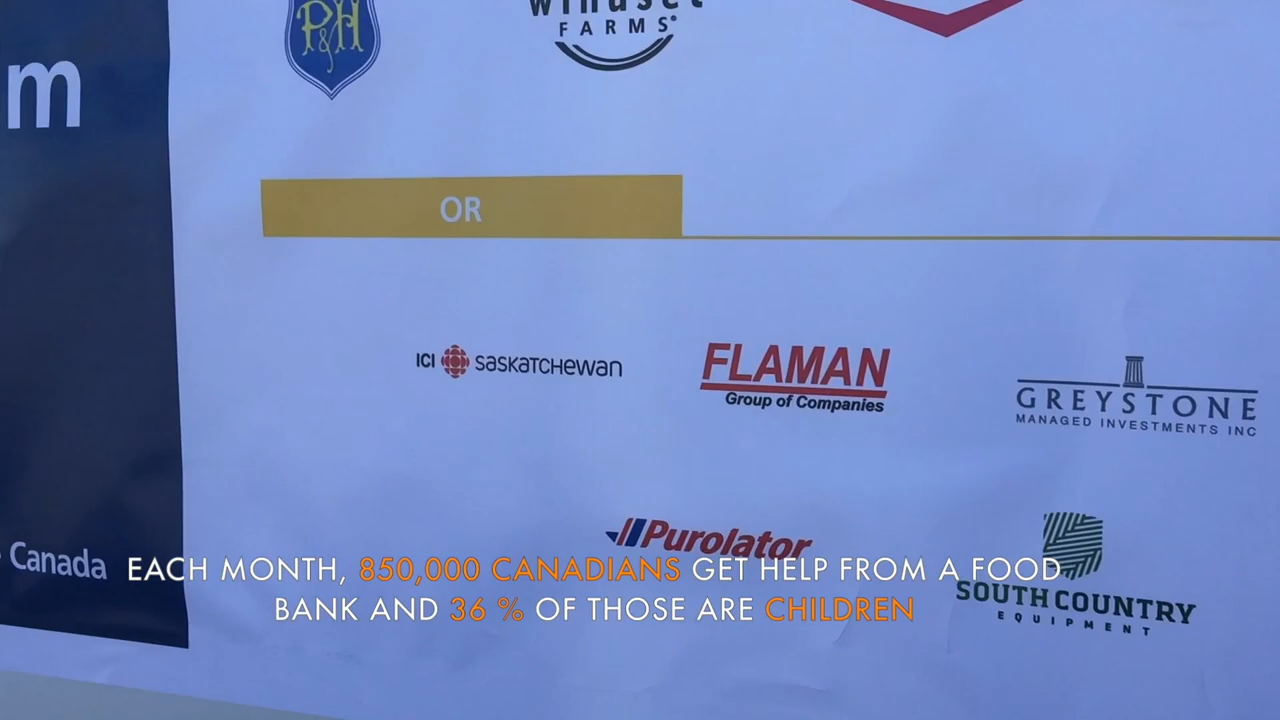 P&H
Windset
FARMS®
m
OR
ICI SASKATCHEWAN
FLAMAN
Group of Companies
GREYSTONE
MANAGED INVESTMENTS INC
Purolator
Canada
SOUTH COUNTRY
EQUIPMENT
EACH MONTH, 850,000 CANADIANS GET HELP FROM A FOOD
BANK AND 36 % OF THOSE ARE CHILDREN